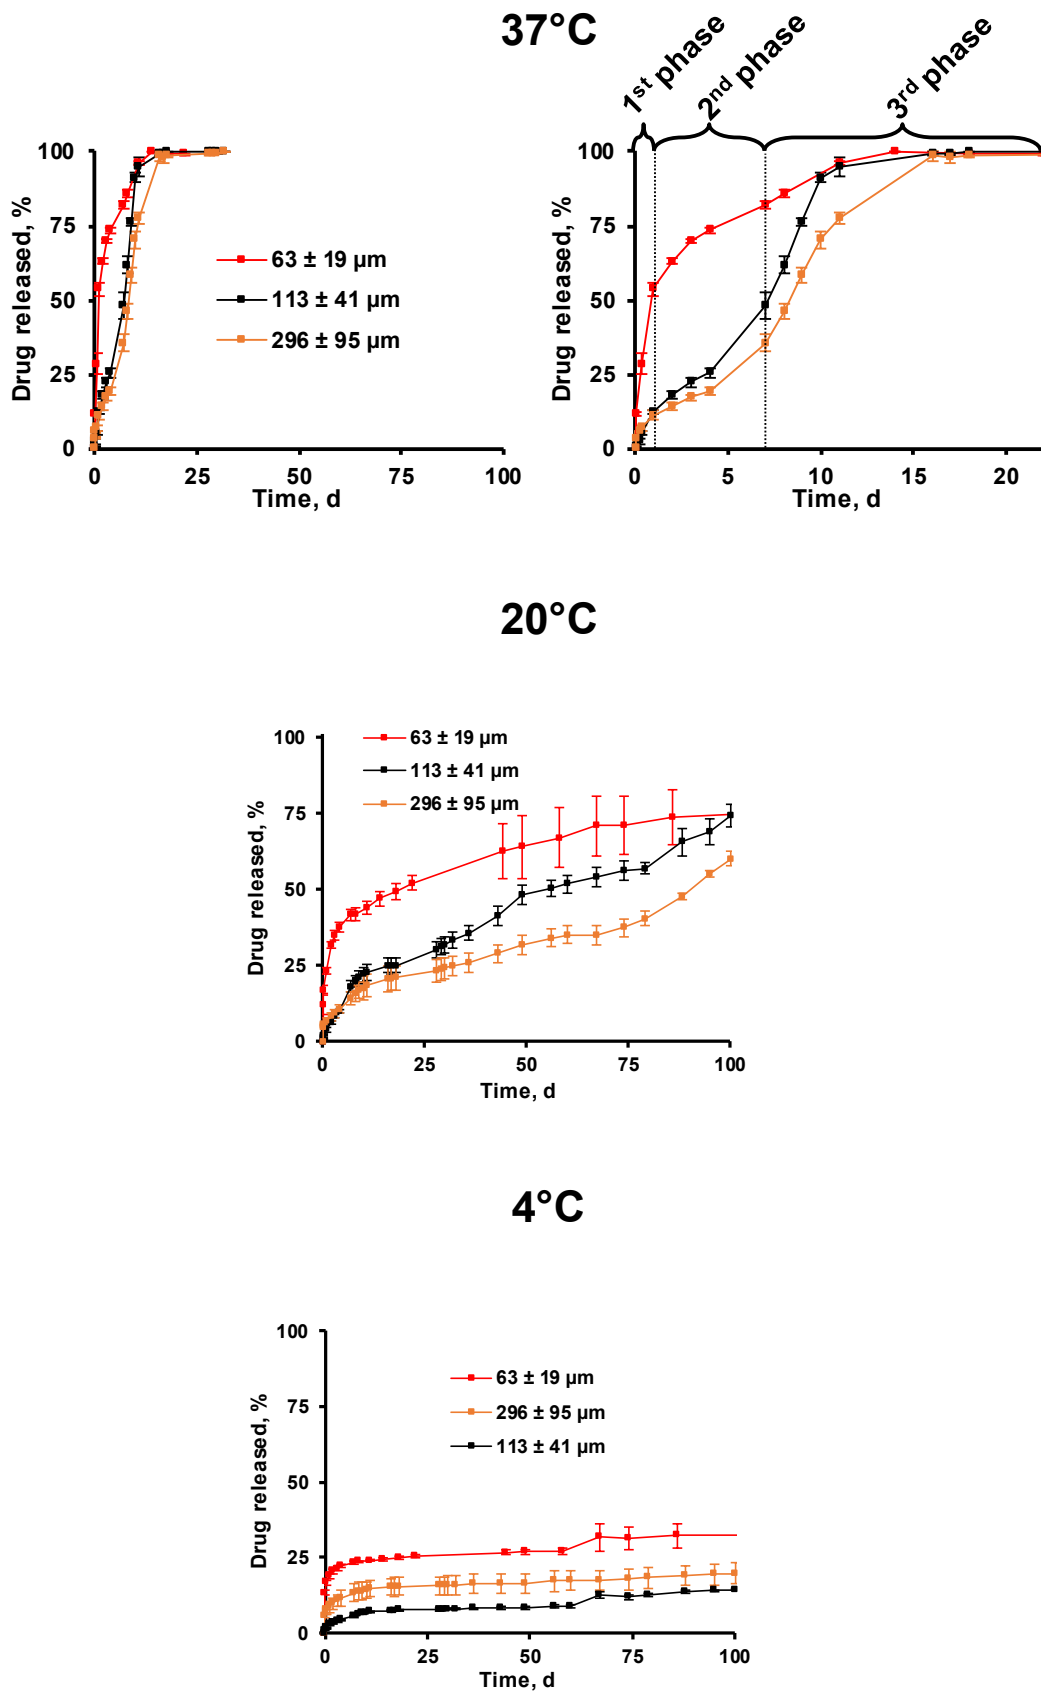 37°C
1st phase
2nd phase
3rd phase
Drug released, %
100
75
50
25
0
63 ± 19 µm
113 ± 41 µm
296 ± 95 µm
0 25 50 75 100
Time, d
Drug released, %
100
75
50
25
0
0 5 10 15 20
Time, d
20°C
Drug released, %
100
75
50
25
0
63 ± 19 µm
113 ± 41 µm
296 ± 95 µm
0 25 50 75 100
Time, d
4°C
Drug released, %
100
75
50
25
0
63 ± 19 µm
296 ± 95 µm
113 ± 41 µm
0 25 50 75 100
Time, d